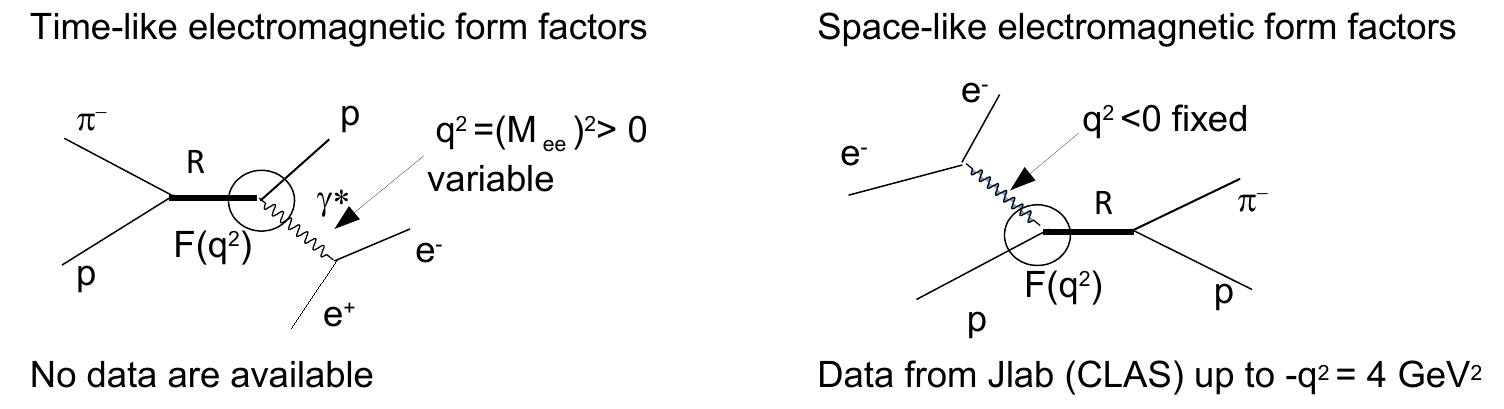 Time-like electromagnetic form factors
π⁻
p
R
q² =(M ee )²> 0
variable
γ*
F(q²)
p
e⁻
e⁺
No data are available
Space-like electromagnetic form factors
e⁻
q² <0 fixed
e⁻
R
π⁻
F(q²)
p
p
Data from Jlab (CLAS) up to -q² = 4 GeV²